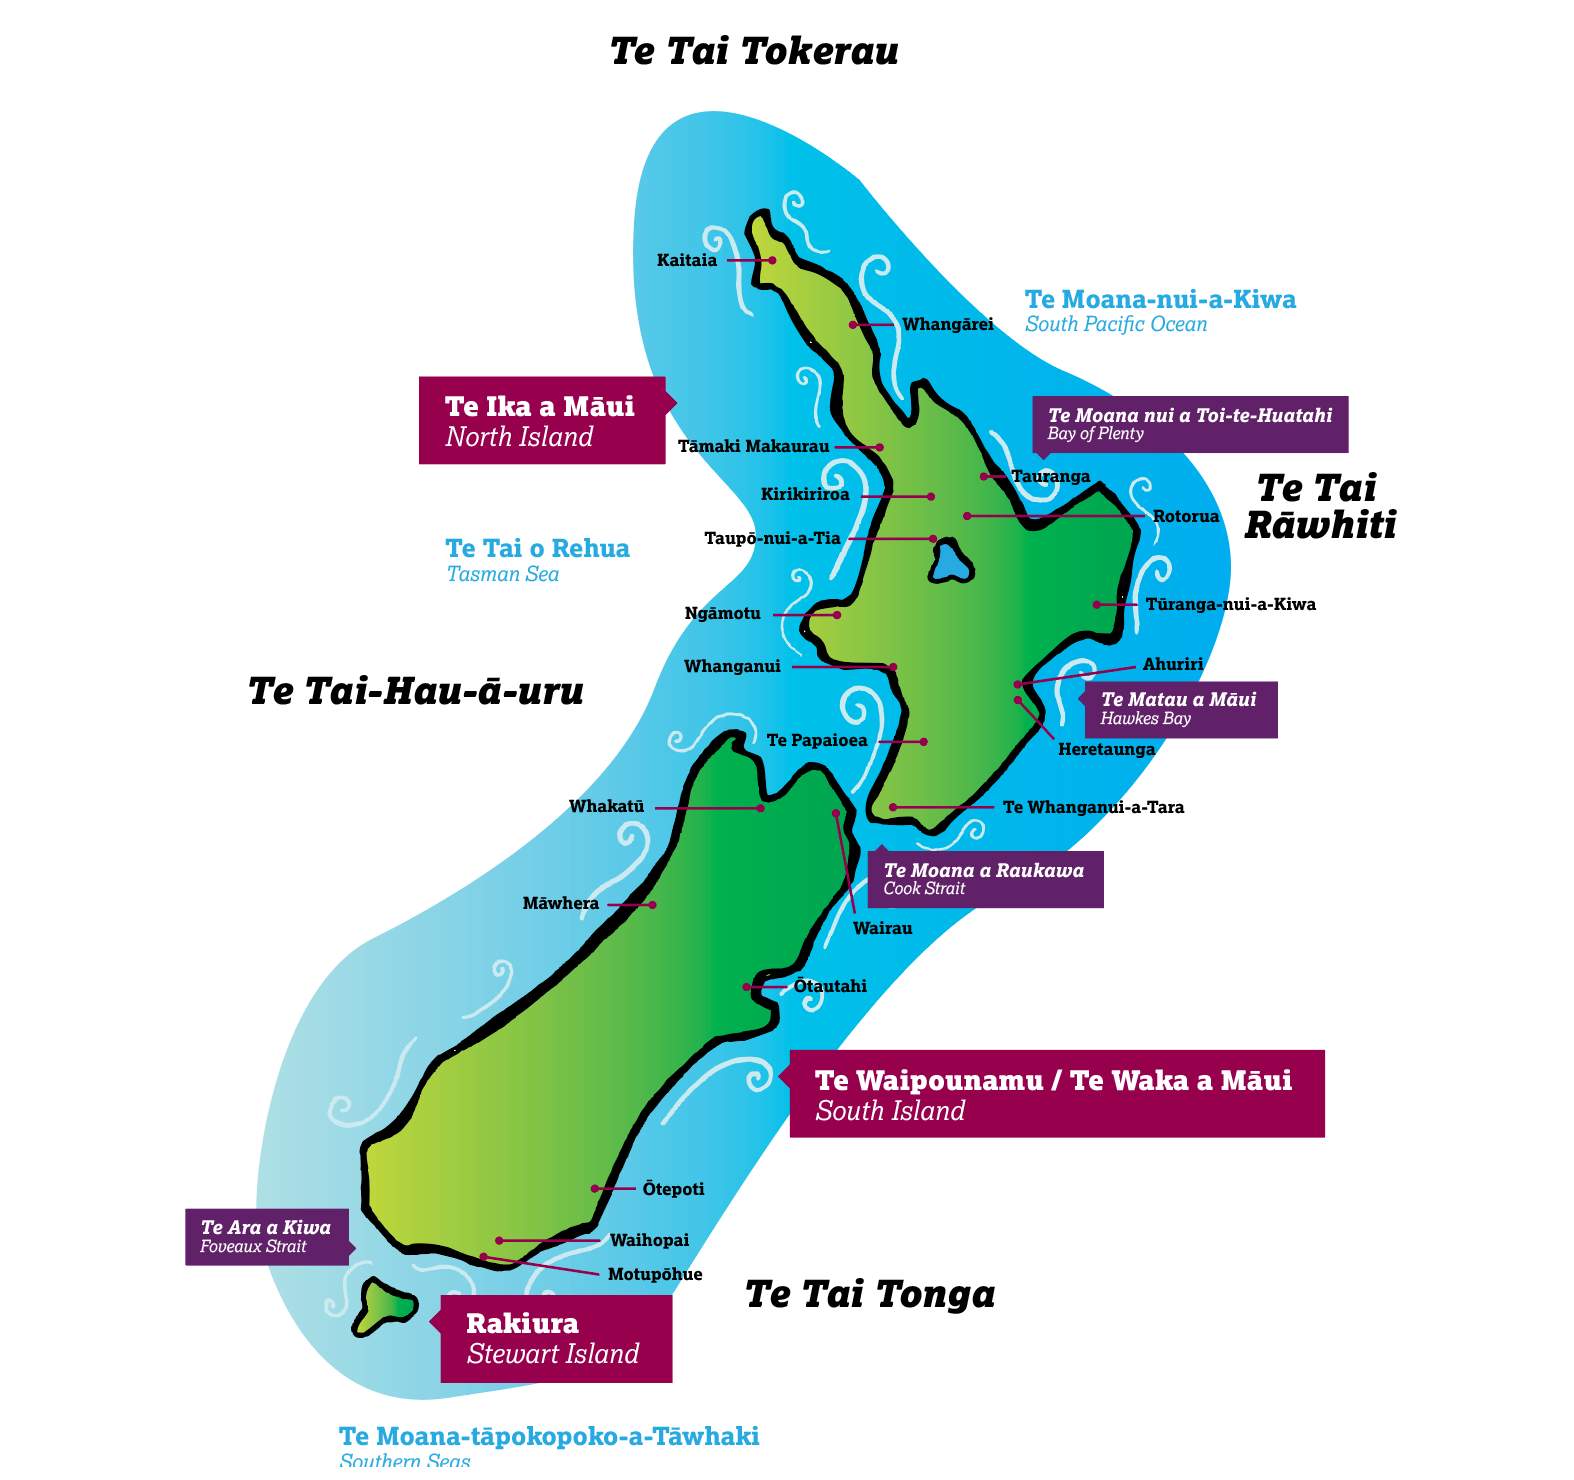 Te Tai Tokerau
Kaitaia
Te Moana-nui-a-Kiwa
South Pacific Ocean
Whangārei
Te Ika a Māui
North Island
Te Moana nui a Toi-te-Huatahi
Bay of Plenty
Tāmaki Makaurau
Tauranga
Te Tai
Rāwhiti
Kirikiriroa
Rotorua
Taupō-nui-a-Tia
Te Tai o Rehua
Tasman Sea
Ngāmotu
Tūranga-nui-a-Kiwa
Whanganui
Ahuriri
Te Tai-Hau-ā-uru
Te Matau a Māui
Hawkes Bay
Te Papaioea
Heretaunga
Whakatū
Te Whanganui-a-Tara
Te Moana a Raukawa
Cook Strait
Māwhera
Wairau
Ōtautahi
Te Waipounamu / Te Waka a Māui
South Island
Ōtepoti
Te Ara a Kiwa
Foveaux Strait
Waihopai
Motupōhue
Te Tai Tonga
Rakiura
Stewart Island
Te Moana-tāpokopoko-a-Tāwhaki
Southern Seas